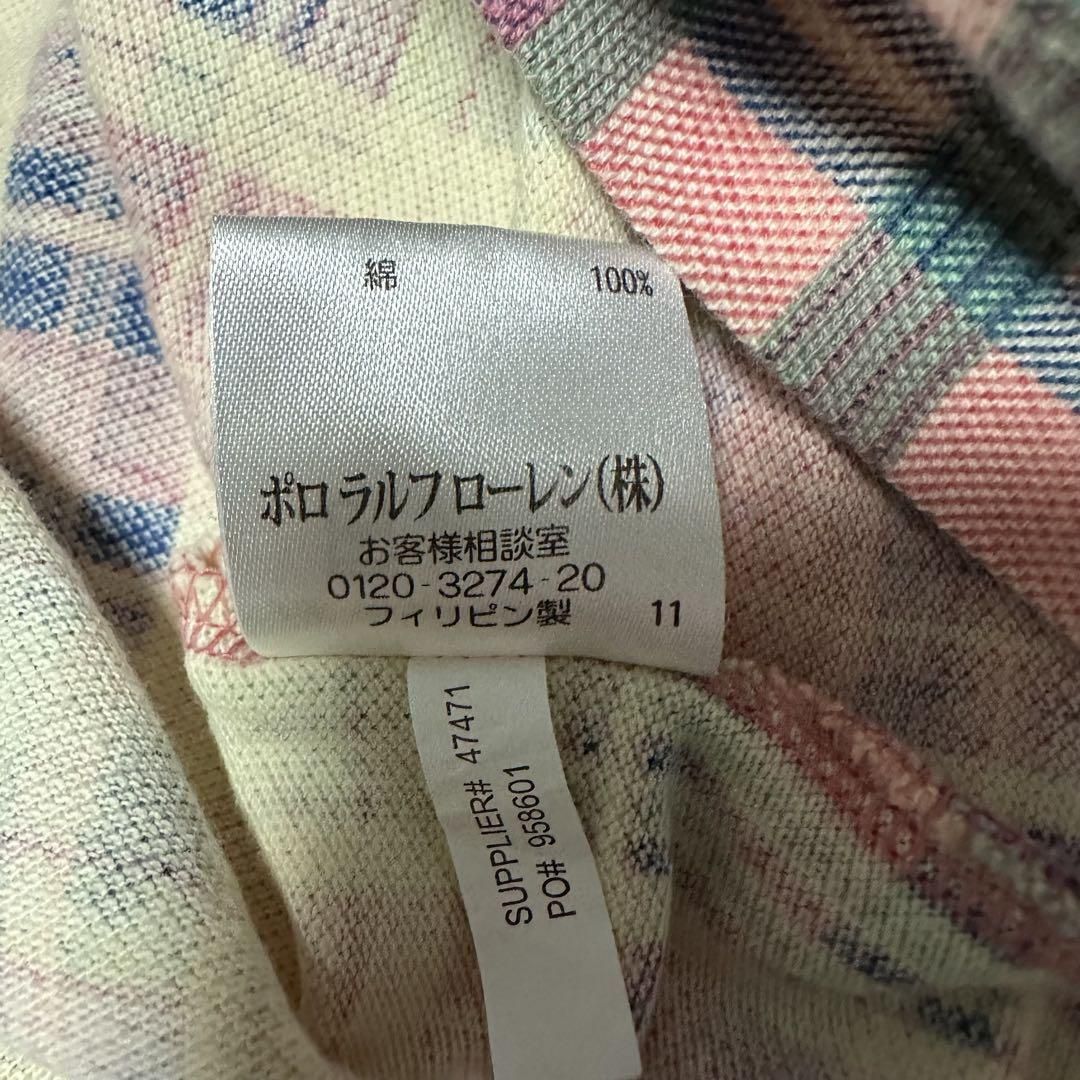 綿 100%
ポロ ラルフ ローレン(株)
お客様相談室
0120-3274-20
フィリピン製 11
SUPPLIER# 47471
PO# 958601